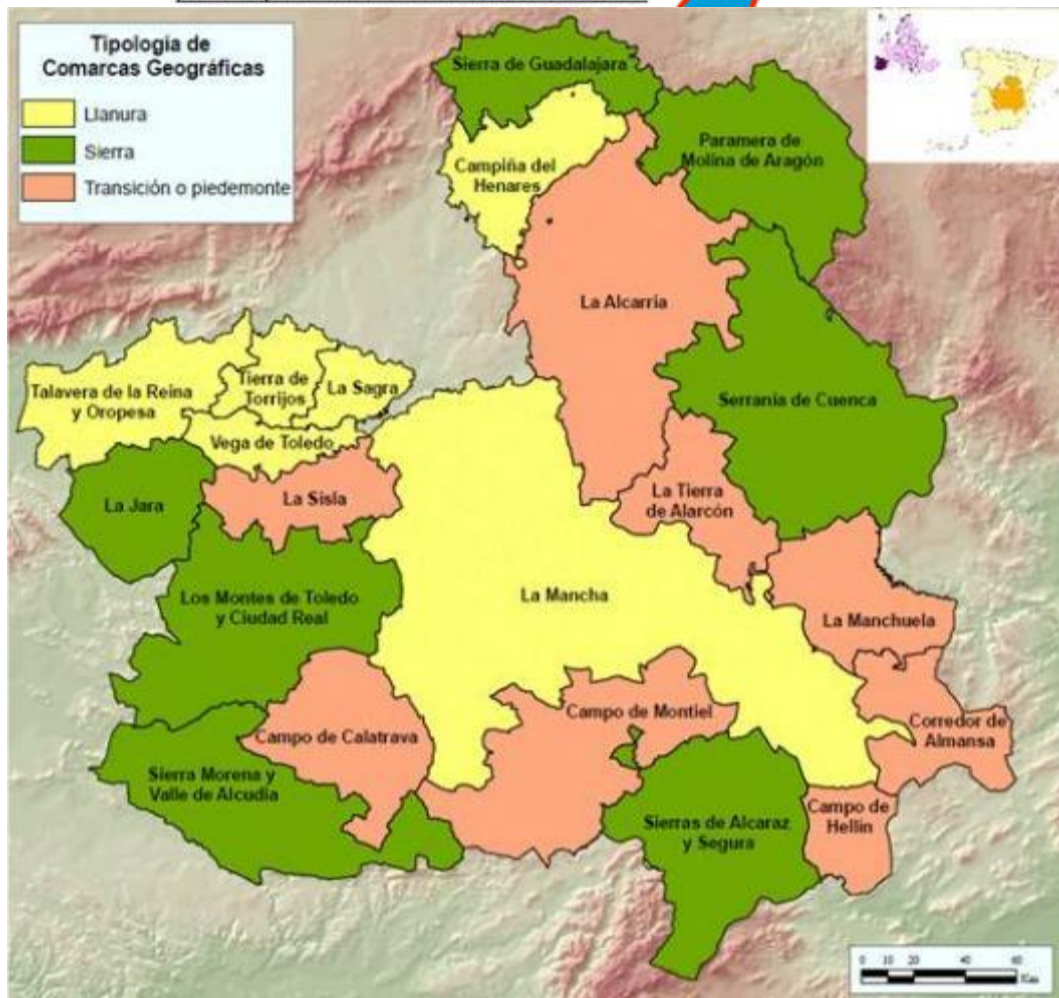 Tipología de
Comarcas Geográficas
Llanura
Sierra
Transición o piedemonte
Sierra de Guadalajara
Campiña del
Henares
Paramera de
Molina de Aragón
La Alcarria
Serranía de Cuenca
Talavera de la Reina
y Oropesa
Tierra de
Torrijos
La Sagra
Vega de Toledo
La Jara
La Sisla
La Tierra
de Alarcón
Los Montes de Toledo
y Ciudad Real
La Mancha
La Manchuela
Campo de Calatrava
Campo de Montiel
Corredor de
Almansa
Sierra Morena y
Valle de Alcudia
Sierras de Alcaraz
y Segura
Campo de
Hellín
0 10 20 40 60
Km